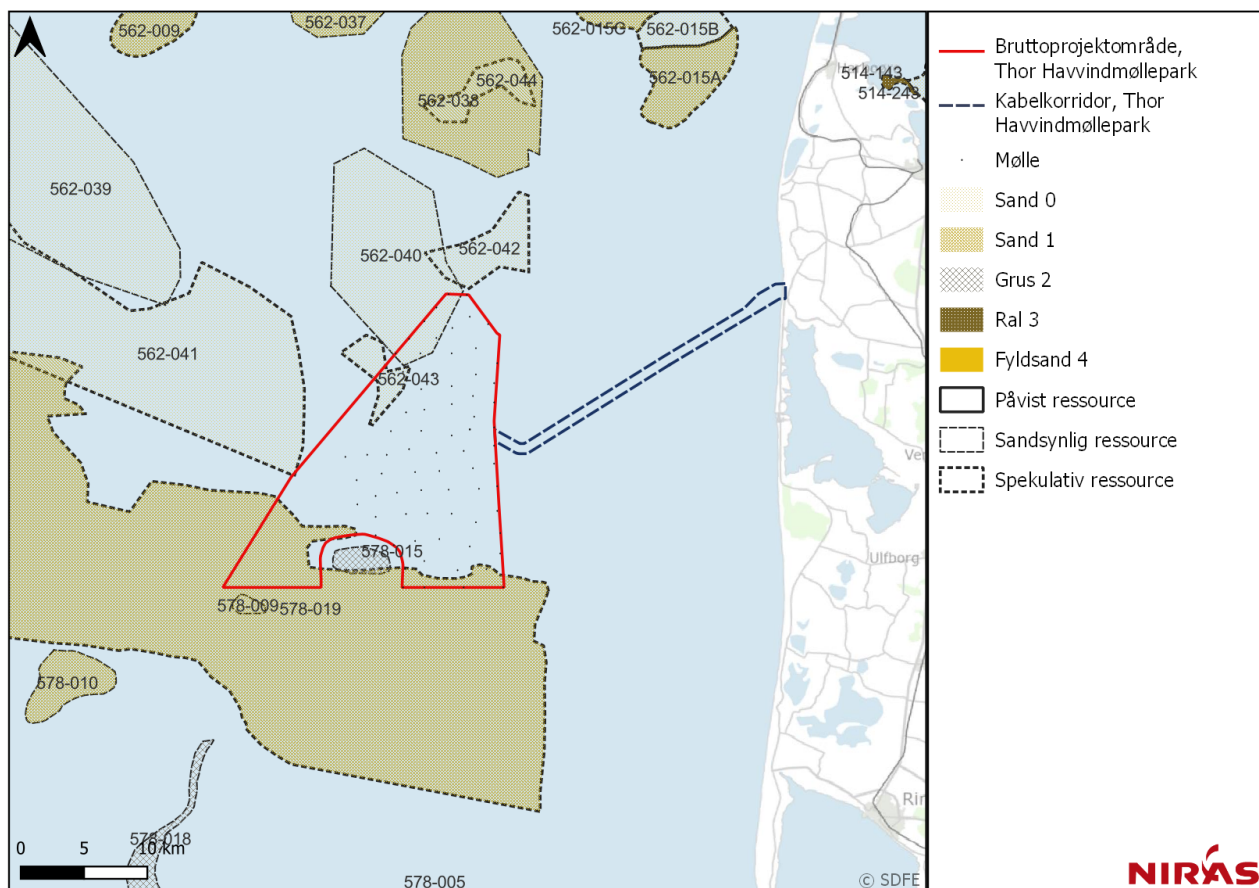 562-009
562-037
562-015G
562-015B
562-044
562-015A
562-038
514-143
514-243
562-039
562-040
562-042
562-041
562-043
578-015
Ulfborg
578-009
578-019
578-010
578-018
578-005
0
5
10 km
© SDFE
Bruttoprojektområde,
Thor Havvindmøllepark
Kabelkorridor, Thor
Havvindmøllepark
Mølle
Sand 0
Sand 1
Grus 2
Ral 3
Fyldsand 4
Påvist ressource
Sandsynlig ressource
Spekulativ ressource
NIRAS